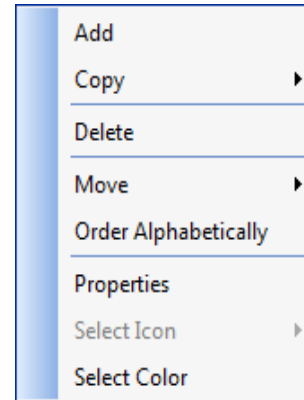 Add
Copy
Delete
Move
Order Alphabetically
Properties
Select Icon
Select Color